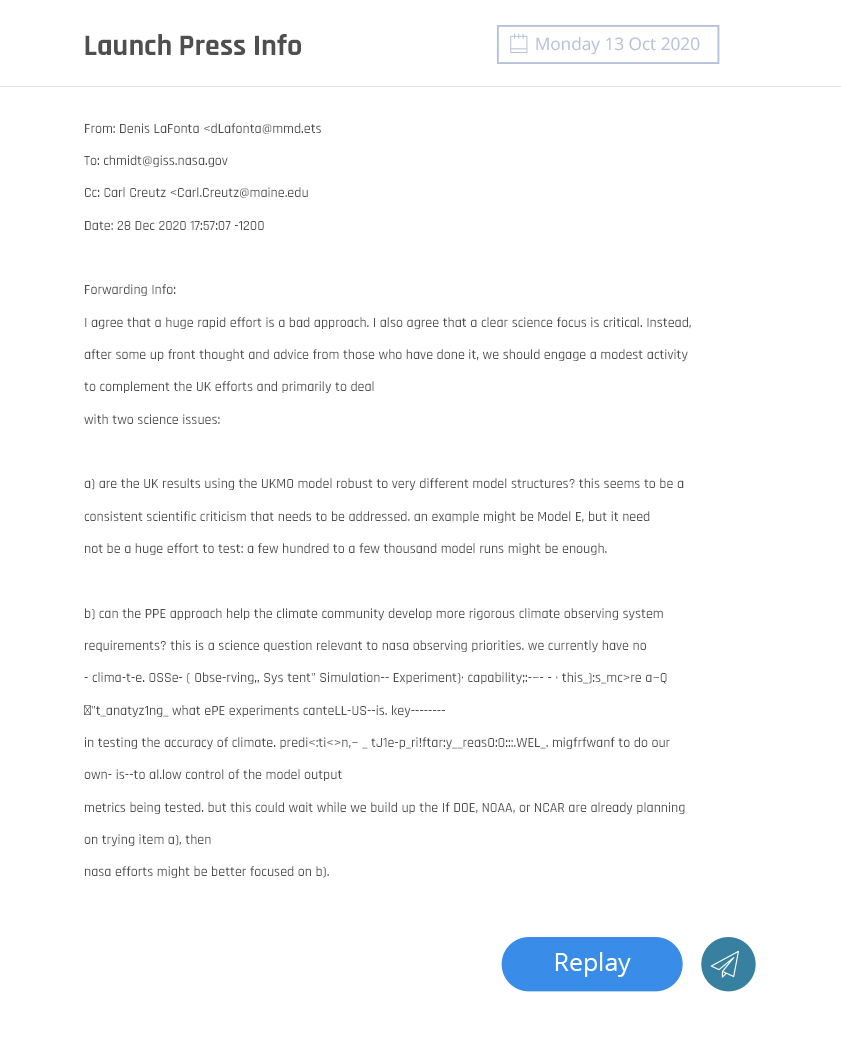 Launch Press Info
Monday 13 Oct 2020
From: Denis LaFonta <dLafonta@mmd.ets
To: chmidt@giss.nasa.gov
Cc: Carl Creutz <Carl.Creutz@maine.edu
Date: 28 Dec 2020 17:57:07 -1200
Forwarding Info:
I agree that a huge rapid effort is a bad approach. I also agree that a clear science focus is critical. Instead,
after some up front thought and advice from those who have done it, we should engage a modest activity
to complement the UK efforts and primarily to deal
with two science issues:
a) are the UK results using the UKMO model robust to very different model structures? this seems to be a
consistent scientific criticism that needs to be addressed. an example might be Model E, but it need
not be a huge effort to test: a few hundred to a few thousand model runs might be enough.
b) can the PPE approach help the climate community develop more rigorous climate observing system
requirements? this is a science question relevant to nasa observing priorities. we currently have no
- clima-t-e. OSSe- ( Obse-rving,, Sys tent" Simulation-- Experiment)· capability;:-~- - · this_):s_mc>re a~Q
"t_anatyz1ng_ what ePE experiments canteLL-US--is. key--------
in testing the accuracy of climate. predi<:ti<>n,~ _ tJ1e-p_ri!ftar:y__reasO:O:::.WEL_. migfrfwanf to do our
own- is--to al.low control of the model output
metrics being tested. but this could wait while we build up the If DOE, NOAA, or NCAR are already planning
on trying item a), then
nasa efforts might be better focused on b).
Replay